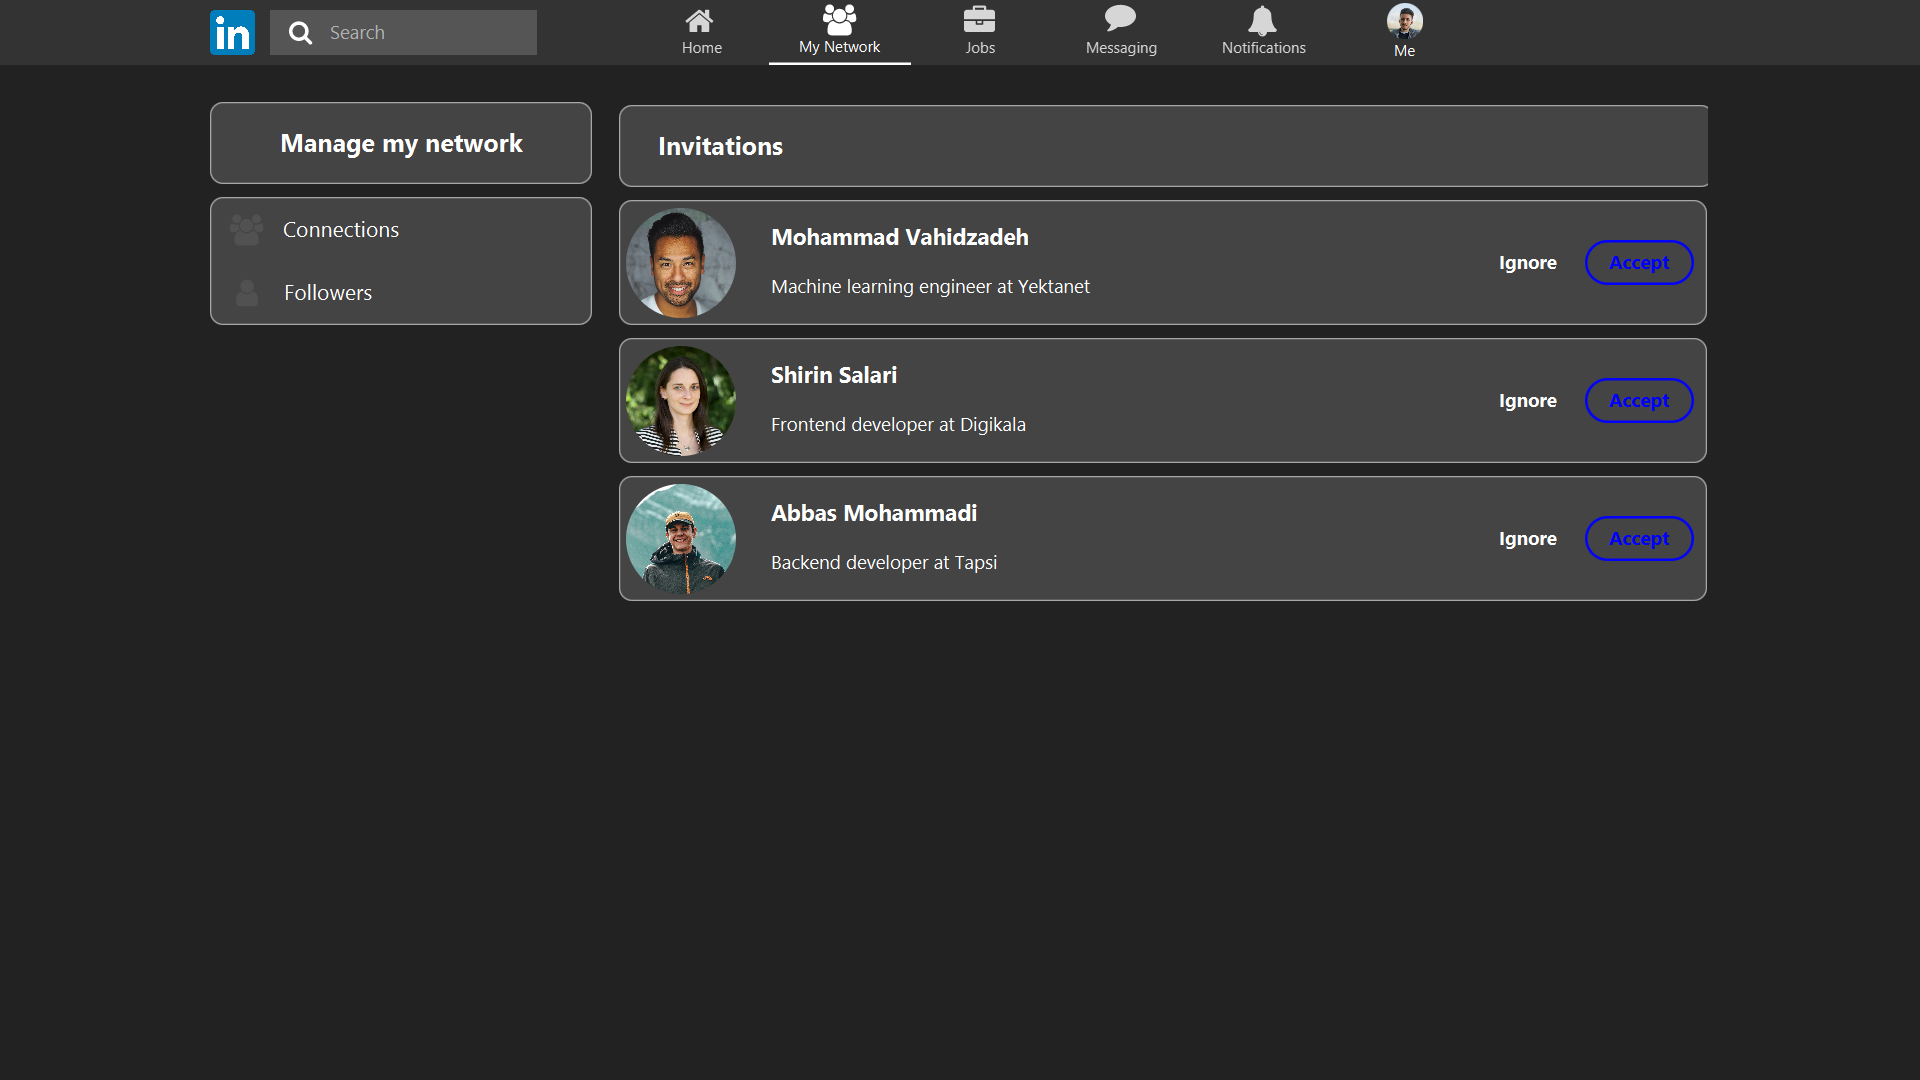 in
Search
Home
My Network
Jobs
Messaging
Notifications
Me
Manage my network
Connections
Followers
Invitations
Mohammad Vahidzadeh
Machine learning engineer at Yektanet
Ignore
Accept
Shirin Salari
Frontend developer at Digikala
Ignore
Accept
Abbas Mohammadi
Backend developer at Tapsi
Ignore
Accept